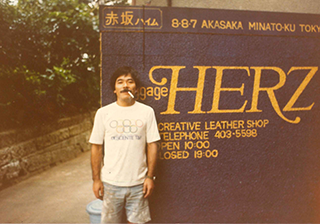 赤坂ハイム 8·8·7 AKASAKA MINATO-KU TOKY
gage HERZ
CREATIVE LEATHER SHOP
TELEPHONE 403-5598
OPEN 10:00
CLOSED 19:00